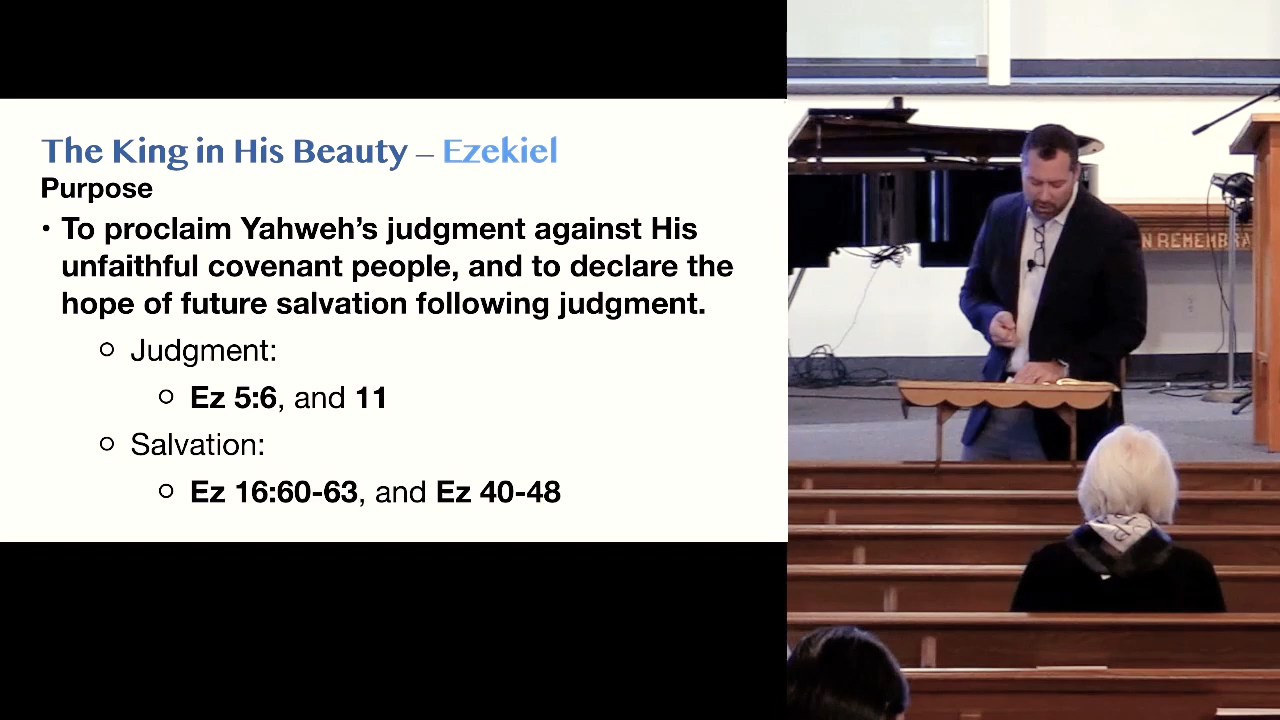 The King in His Beauty – Ezekiel
Purpose
• To proclaim Yahweh's judgment against His
unfaithful covenant people, and to declare the
hope of future salvation following judgment.
○ Judgment:
○ Ez 5:6, and 11
○ Salvation:
○ Ez 16:60-63, and Ez 40-48
IN REMEMBRA